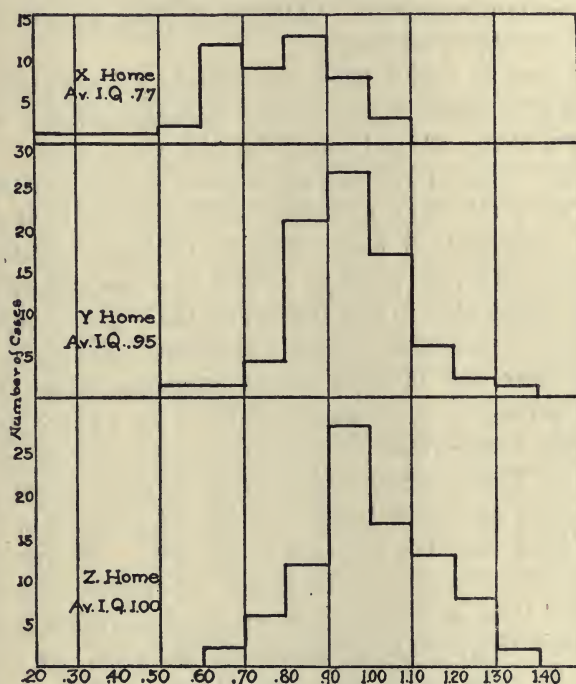 15
10
5
X Home
Av. I.Q. .77
30
25
20
15
10
5
Y Home
Av. I.Q. .95
Number of Cases
25
20
15
10
5
Z. Home
Av. I.Q. 1.00
.20 .30 .40 .50 .60 .70 .80 .90 1.00 1.10 1.20 1.30 1.40